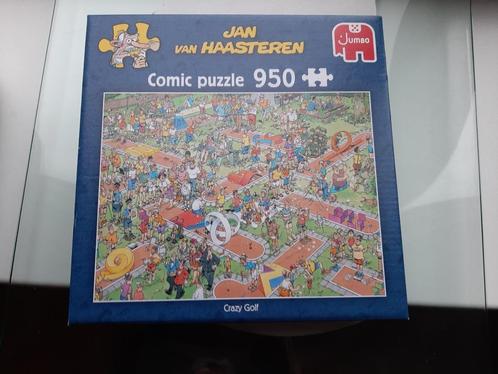 JAN
VAN HAASTEREN
Jumbo
Comic puzzle 950
Crazy Golf